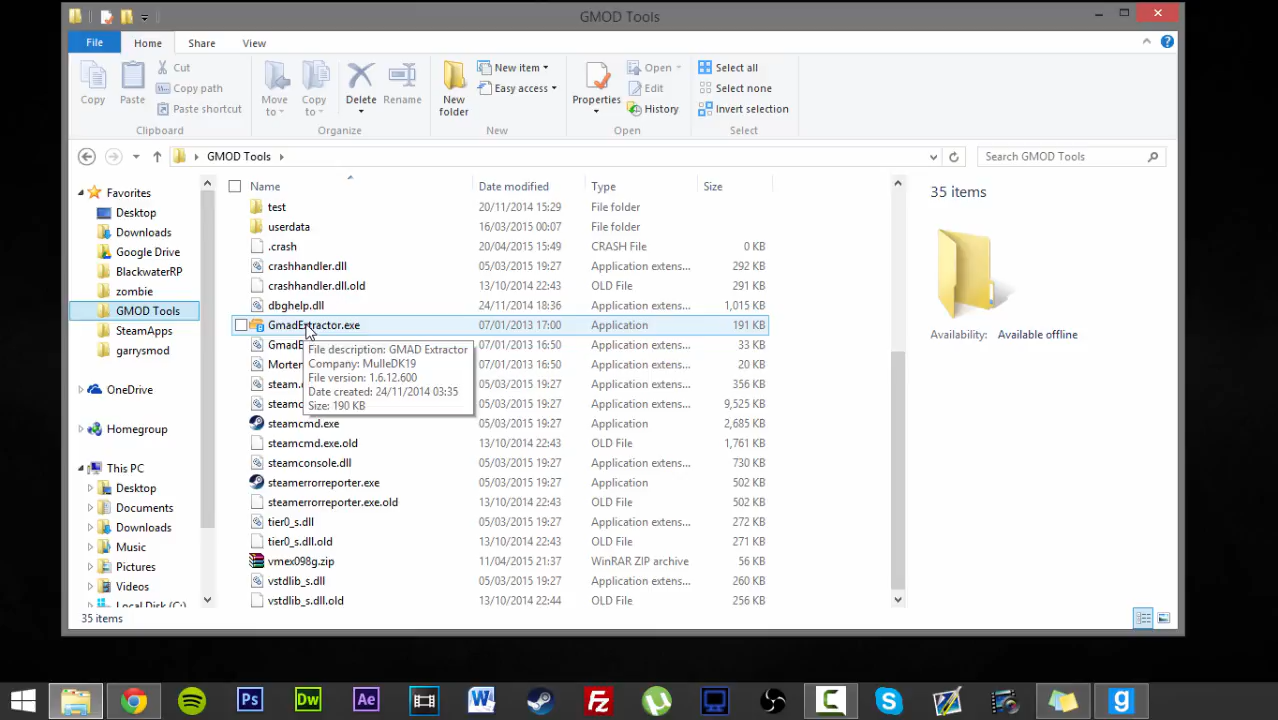 GMOD Tools
File Home Share View
Copy Paste Cut Copy path Paste shortcut Clipboard
Move to Copy to Delete Rename Organize
New folder New item Easy access New
Properties Open Edit History Open
Select all Select none Invert selection Select
GMOD Tools
Search GMOD Tools
Favorites
Desktop
Downloads
Google Drive
BlackwaterRP
zombie
GMOD Tools
SteamApps
garrysmod
OneDrive
Homegroup
This PC
Desktop
Documents
Downloads
Music
Pictures
Videos
Local Disk (C:)
Name Date modified Type Size
test 20/11/2014 15:29 File folder
userdata 16/03/2015 00:07 File folder
.crash 20/04/2015 15:49 CRASH File 0 KB
crashhandler.dll 05/03/2015 19:27 Application extens... 292 KB
crashhandler.dll.old 13/10/2014 22:43 OLD File 291 KB
dbghelp.dll 24/11/2014 18:36 Application extens... 1,015 KB
GmadExtractor.exe 07/01/2013 17:00 Application 191 KB
GmadE 07/01/2013 16:50 Application extens... 33 KB
Morten 07/01/2013 16:50 Application extens... 20 KB
steam. 05/03/2015 19:27 Application extens... 356 KB
steamc 05/03/2015 19:27 Application extens... 9,525 KB
steamcmd.exe 05/03/2015 19:27 Application 2,685 KB
steamcmd.exe.old 13/10/2014 22:43 OLD File 1,761 KB
steamconsole.dll 05/03/2015 19:27 Application extens... 730 KB
steamerrorreporter.exe 05/03/2015 19:27 Application 502 KB
steamerrorreporter.exe.old 13/10/2014 22:43 OLD File 502 KB
tier0_s.dll 05/03/2015 19:27 Application extens... 272 KB
tier0_s.dll.old 13/10/2014 22:43 OLD File 271 KB
vmex098g.zip 11/04/2015 21:37 WinRAR ZIP archive 56 KB
vstdlib_s.dll 05/03/2015 19:27 Application extens... 260 KB
vstdlib_s.dll.old 13/10/2014 22:44 OLD File 256 KB
File description: GMAD Extractor
Company: MulleDK19
File version: 1.6.12.600
Date created: 24/11/2014 03:35
Size: 190 KB
35 items
Availability: Available offline
35 items
Ps Dw Ae W FZ C S g